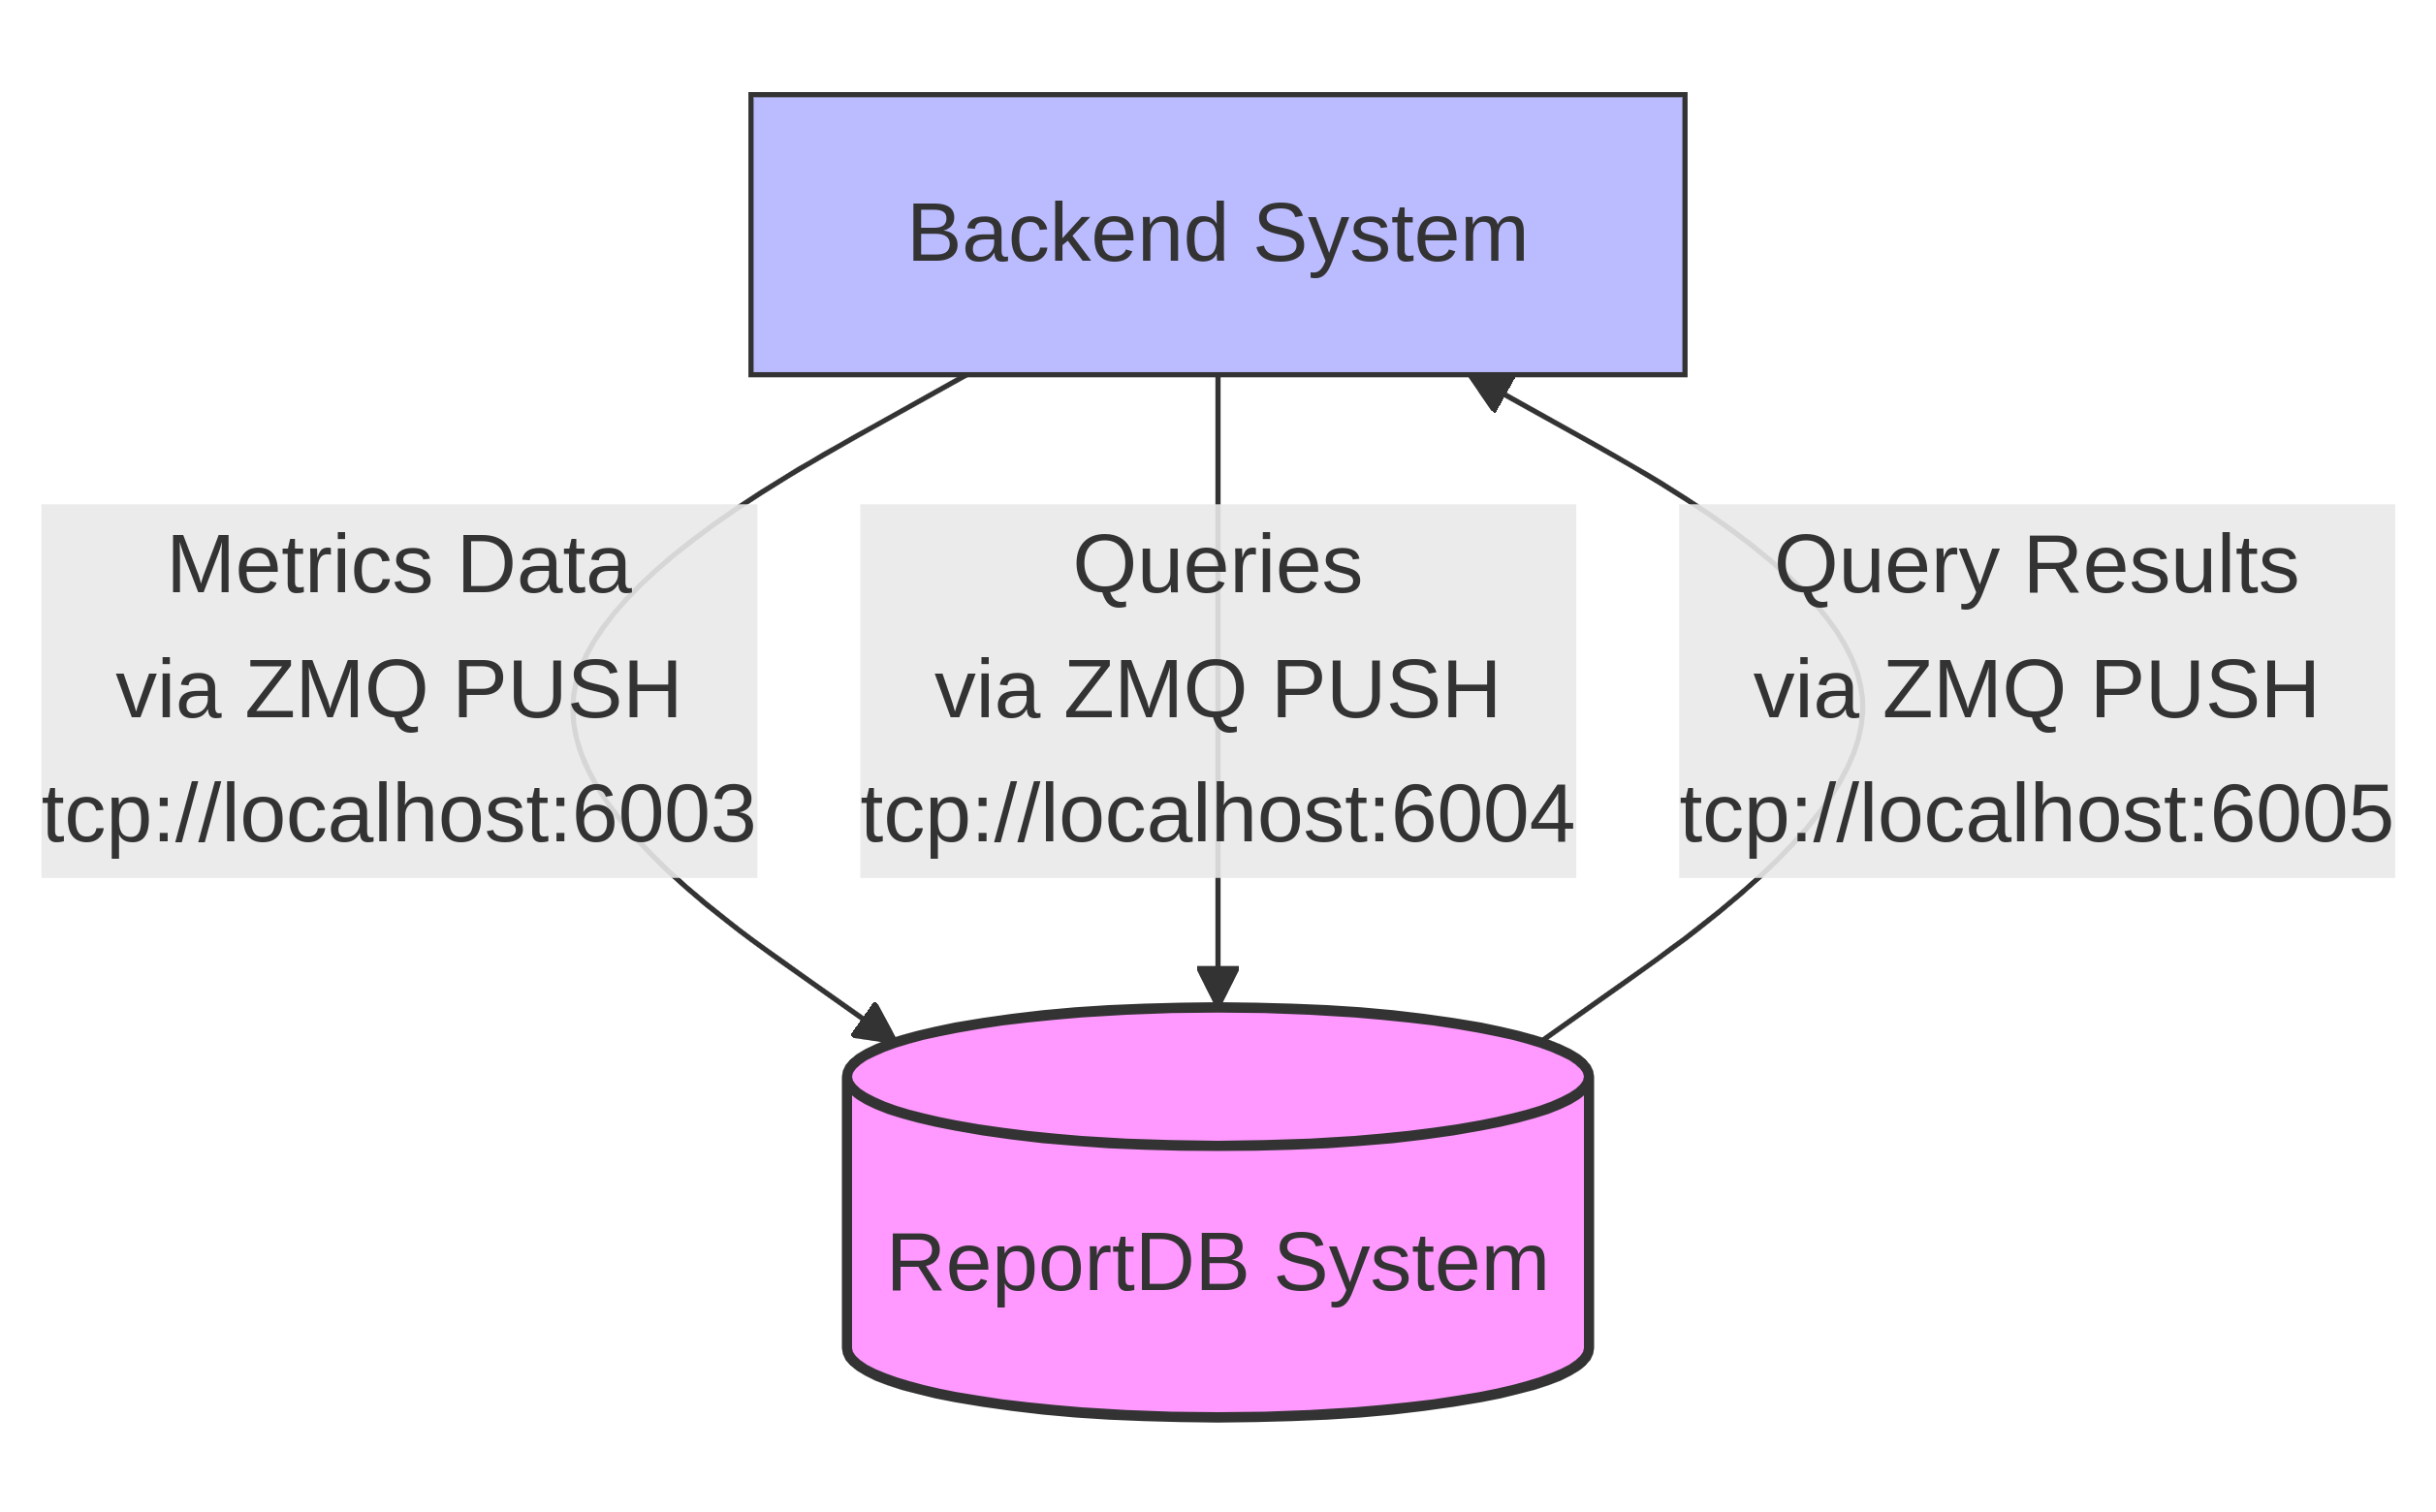 Backend System
Metrics Data
via ZMQ PUSH
tcp://localhost:6003
Queries
via ZMQ PUSH
tcp://localhost:6004
Query Results
via ZMQ PUSH
tcp://localhost:6005
ReportDB System